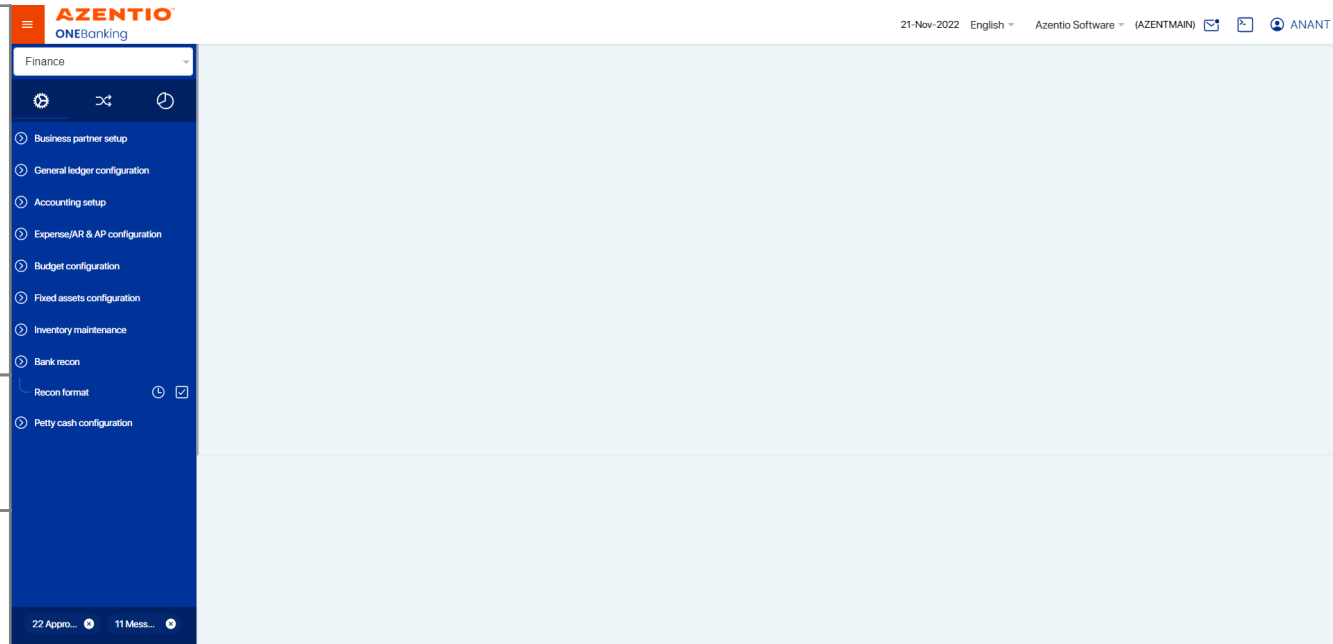 AZENTIO™
ONEBanking
21-Nov-2022 English Azentio Software (AZENTMAIN) ANANT
Finance
Business partner setup
General ledger configuration
Accounting setup
Expense/AR & AP configuration
Budget configuration
Fixed assets configuration
Inventory maintenance
Bank recon
Recon format
Petty cash configuration
22 Appro... 11 Mess...